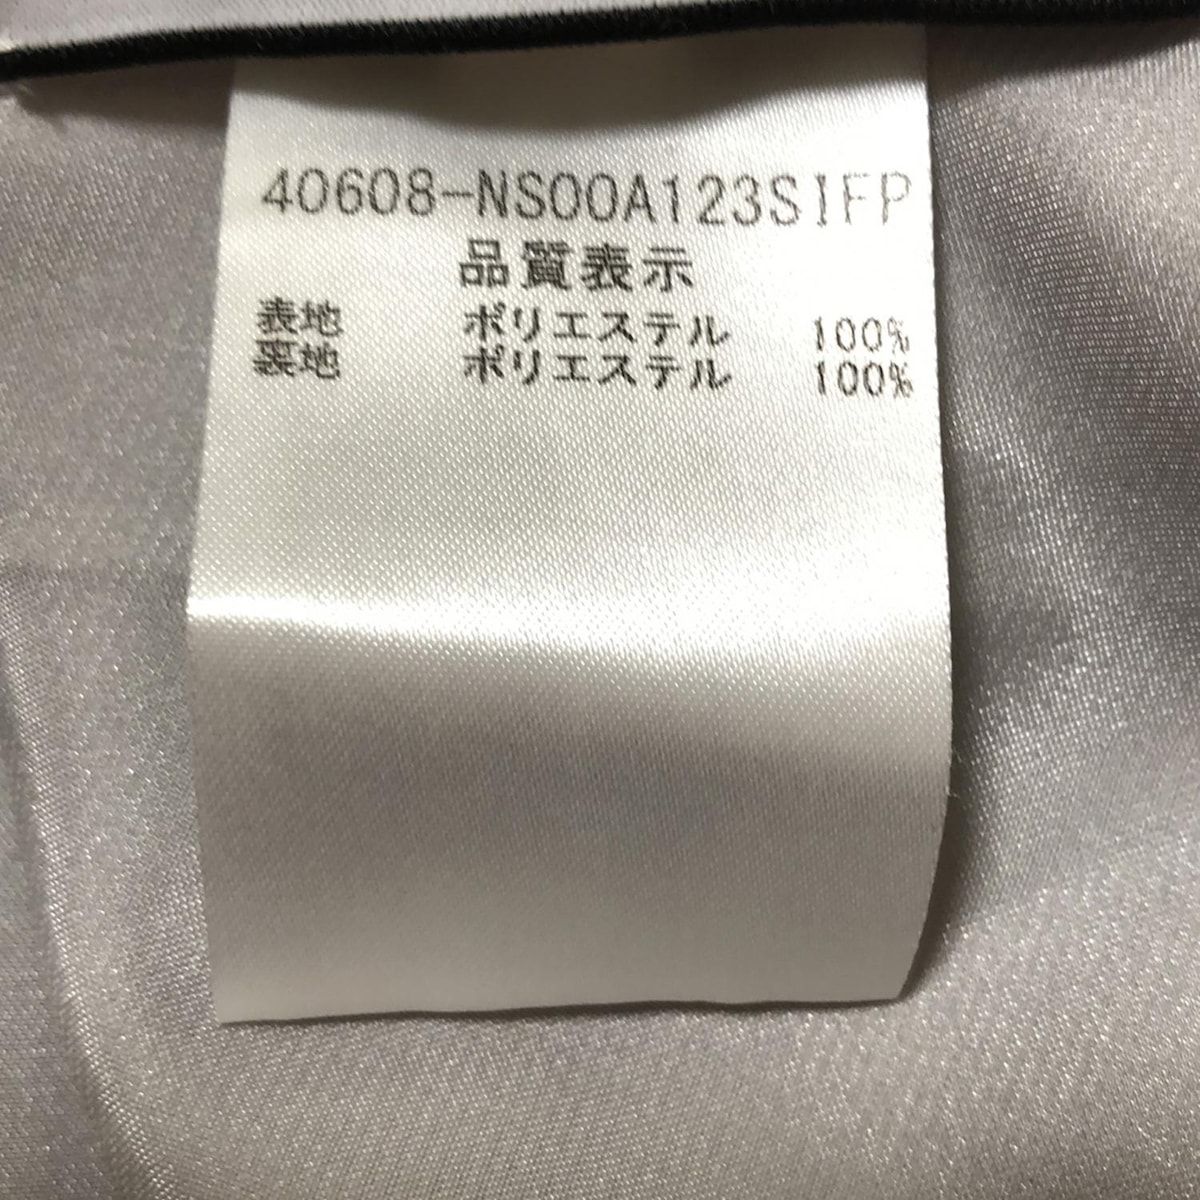 40608-NS00A123SIFP
品質表示
表地 ポリエステル 100%
裏地 ポリエステル 100%